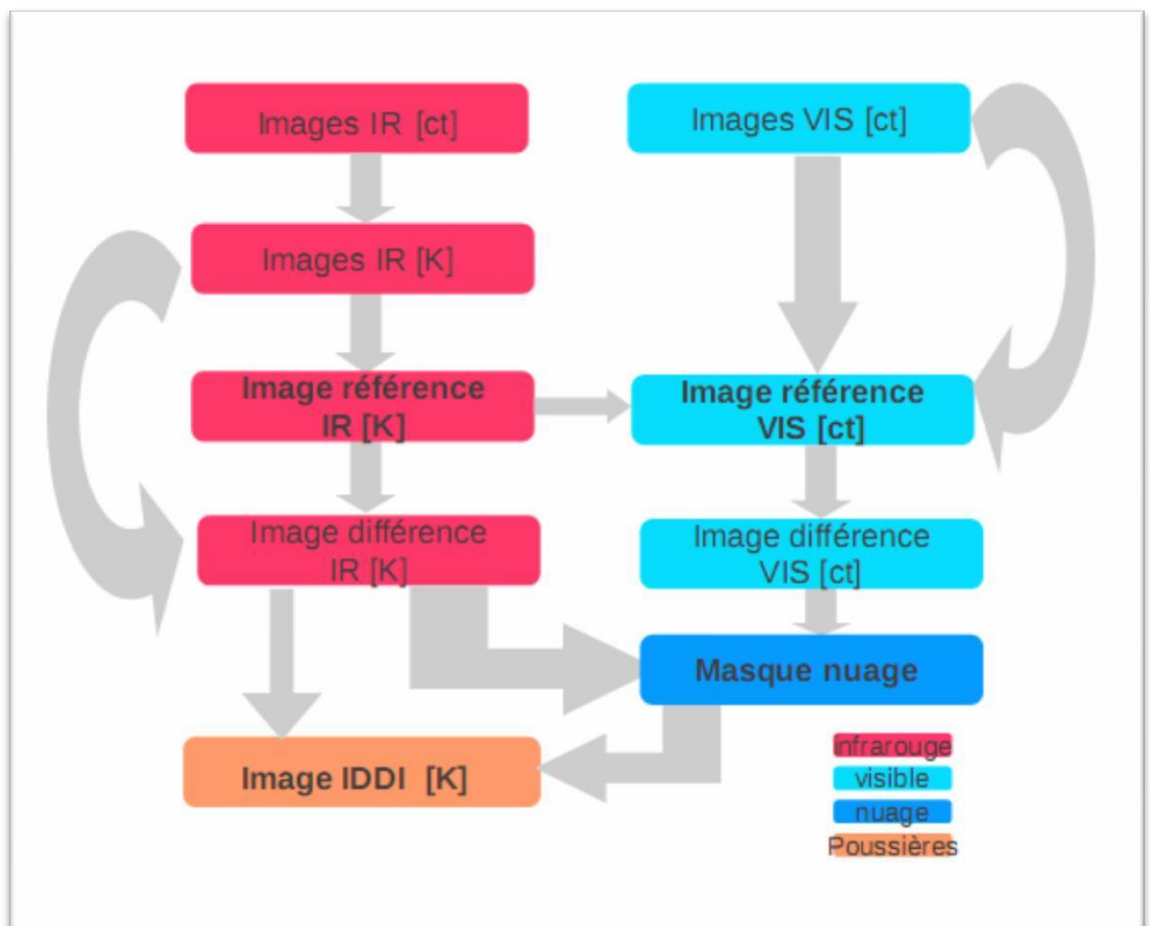 Images IR [ct]
Images VIS [ct]
Images IR [K]
Image référence
IR [K]
Image référence
VIS [ct]
Image différence
IR [K]
Image différence
VIS [ct]
Masque nuage
Image IDDI [K]
infrarouge
visible
nuage
Poussières